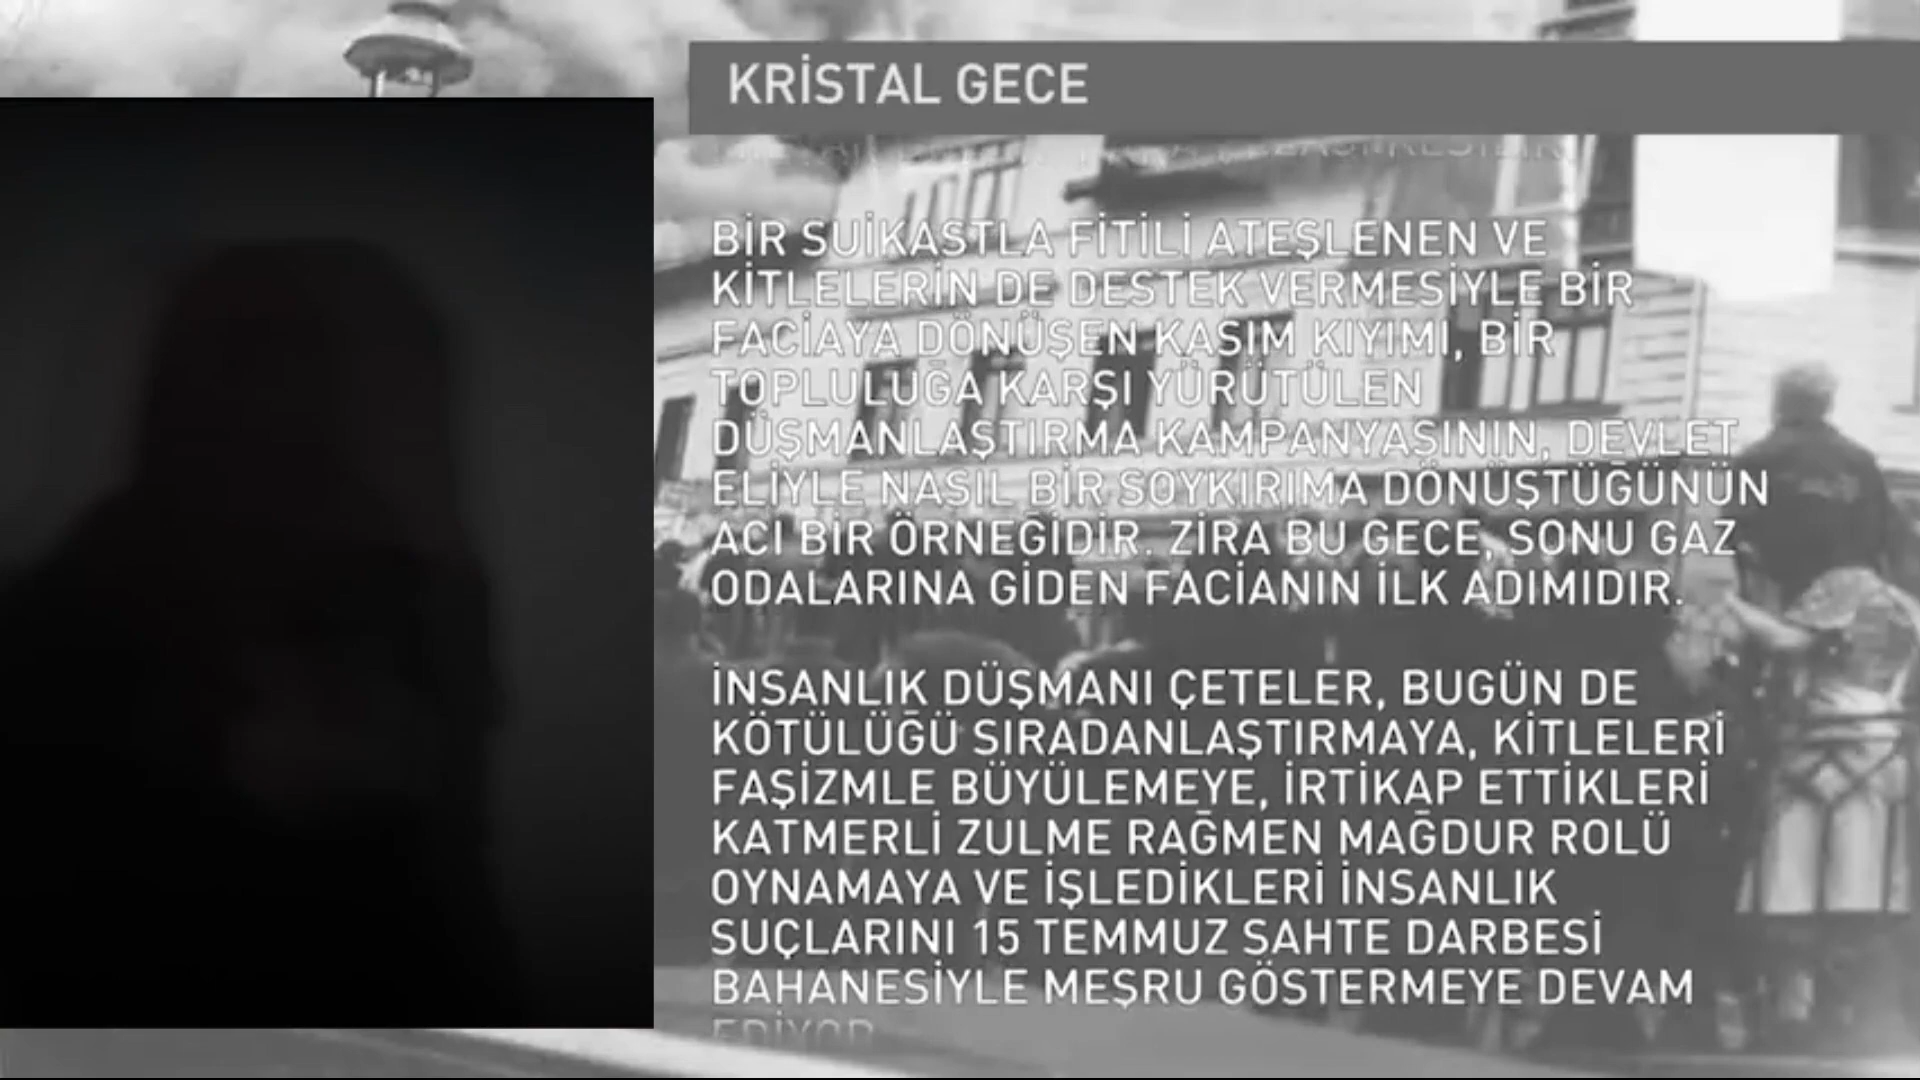 KRİSTAL GECE
BİR SUİKASTLA FİTİLİ ATEŞLENEN VE
KİTLELERİN DE DESTEK VERMESİYLE BİR
FACİAYA DÖNÜŞEN KASIM KIYIMI, BİR
TOPLULUĞA KARŞI YÜRÜTÜLEN
DÜŞMANLAŞTIRMA KAMPANYASININ, DEVLET
ELİYLE NASIL BİR SOYKIRIMA DÖNÜŞTÜĞÜNÜN
ACI BİR ÖRNEĞİDİR. ZİRA BU GECE, SONU GAZ
ODALARINA GİDEN FACİANIN İLK ADIMIDIR.
İNSANLIK DÜŞMANI ÇETELER, BUGÜN DE
KÖTÜLÜĞÜ SIRADANLAŞTIRMAYA, KİTLELERİ
FAŞİZMLE BÜYÜLEMEYE, İRTİKAP ETTİKLERİ
KATMERLİ ZULME RAĞMEN MAĞDUR ROLÜ
OYNAMAYA VE İŞLEDİKLERİ İNSANLIK
SUÇLARINI 15 TEMMUZ SAHTE DARBESİ
BAHANESİYLE MEŞRU GÖSTERMEYE DEVAM
EDİYOR